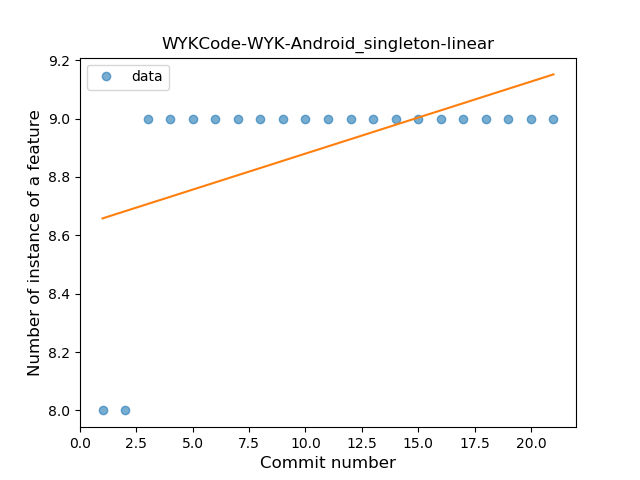 WYKCode-WYK-Android_singleton-linear
data
Number of instance of a feature
9.2
9.0
8.8
8.6
8.4
8.2
8.0
0.0 2.5 5.0 7.5 10.0 12.5 15.0 17.5 20.0
Commit number